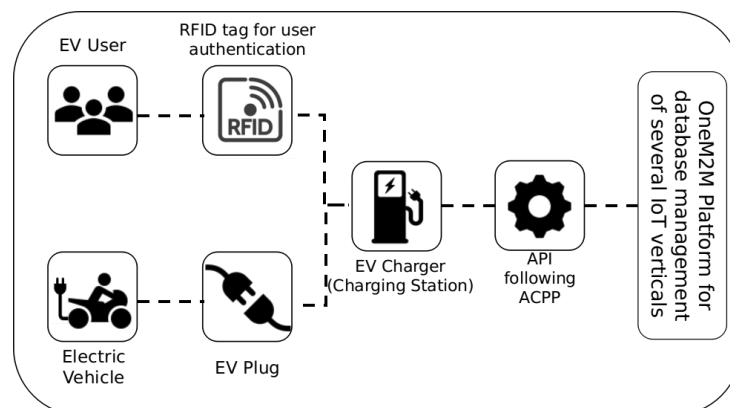 EV User
RFID tag for user
authentication
RFID
Electric
Vehicle
EV Plug
EV Charger
(Charging Station)
API
following
ACPP
OneM2M Platform for
database management
of several IoT verticals